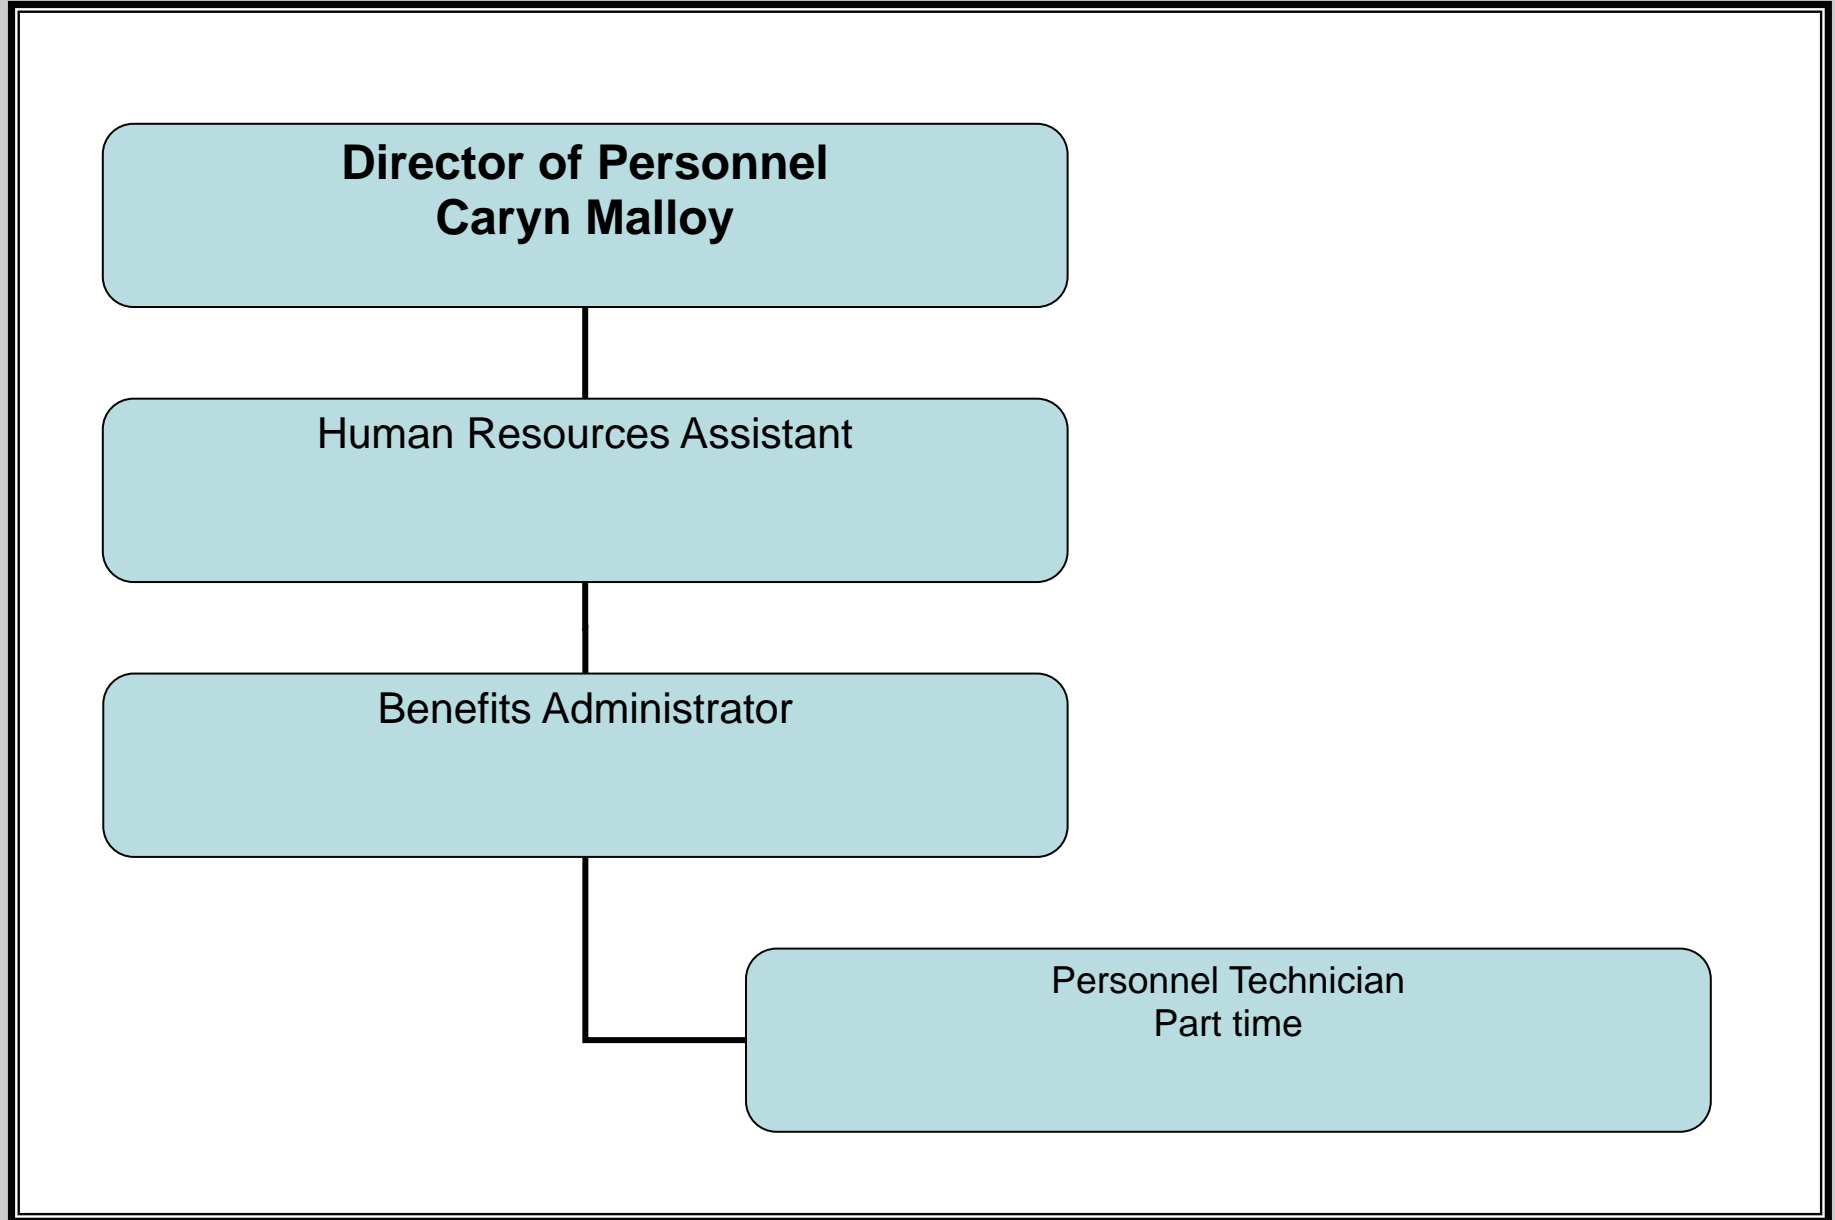 Director of Personnel
Caryn Malloy
Human Resources Assistant
Benefits Administrator
Personnel Technician
Part time